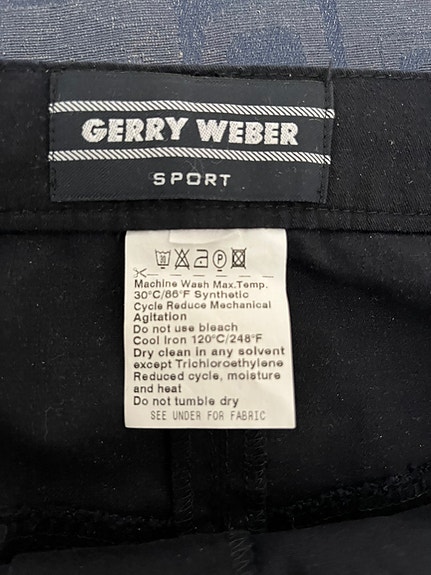 GERRY WEBER
SPORT
30 P
Machine Wash Max.Temp.
30°C/86°F Synthetic
Cycle Reduce Mechanical
Agitation
Do not use bleach
Cool Iron 120°C/248°F
Dry clean in any solvent
except Trichloroethylene
Reduced cycle, moisture
and heat
Do not tumble dry
SEE UNDER FOR FABRIC